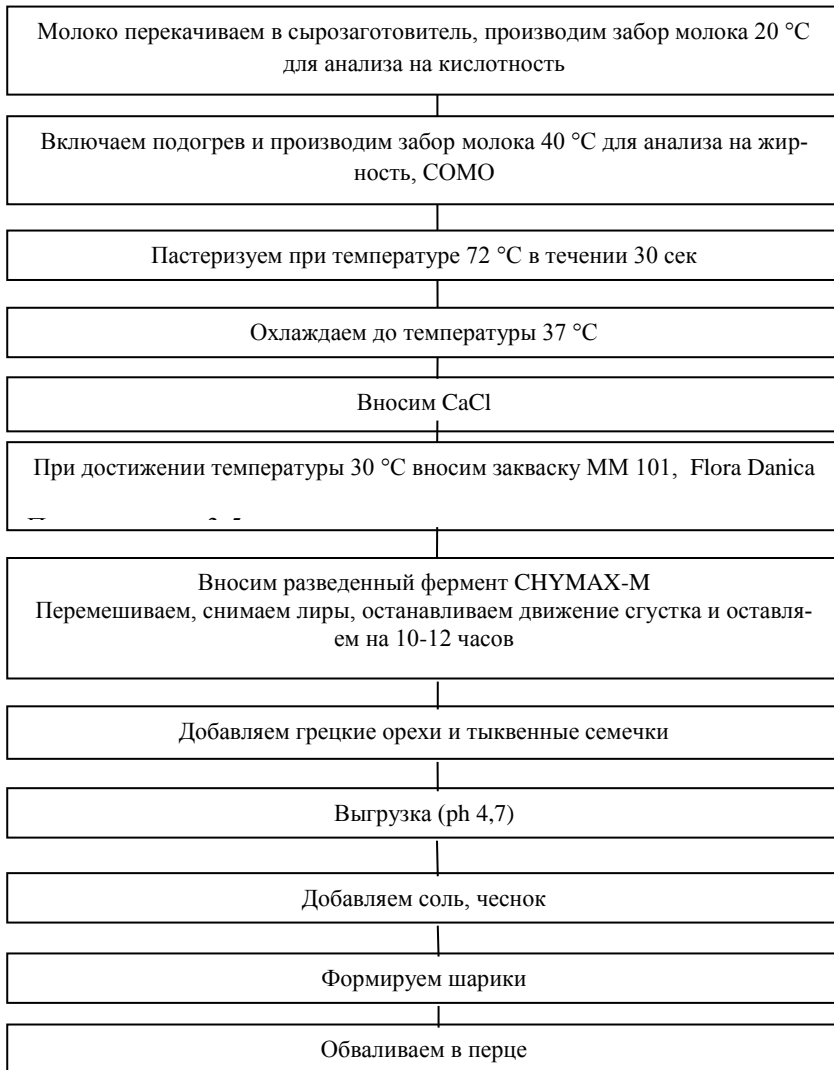 Молоко перекачиваем в сырозаготовитель, производим забор молока 20 °C
для анализа на кислотность
Включаем подогрев и производим забор молока 40 °C для анализа на жир-
ность, СОМО
Пастеризуем при температуре 72 °C в течении 30 сек
Охлаждаем до температуры 37 °C
Вносим CaCl
При достижении температуры 30 °C вносим закваску MM 101, Flora Danica
Вносим разведенный фермент CHYMAX-M
Перемешиваем, снимаем лиры, останавливаем движение сгустка и оставля-
ем на 10-12 часов
Добавляем грецкие орехи и тыквенные семечки
Выгрузка (ph 4,7)
Добавляем соль, чеснок
Формируем шарики
Обваливаем в перце